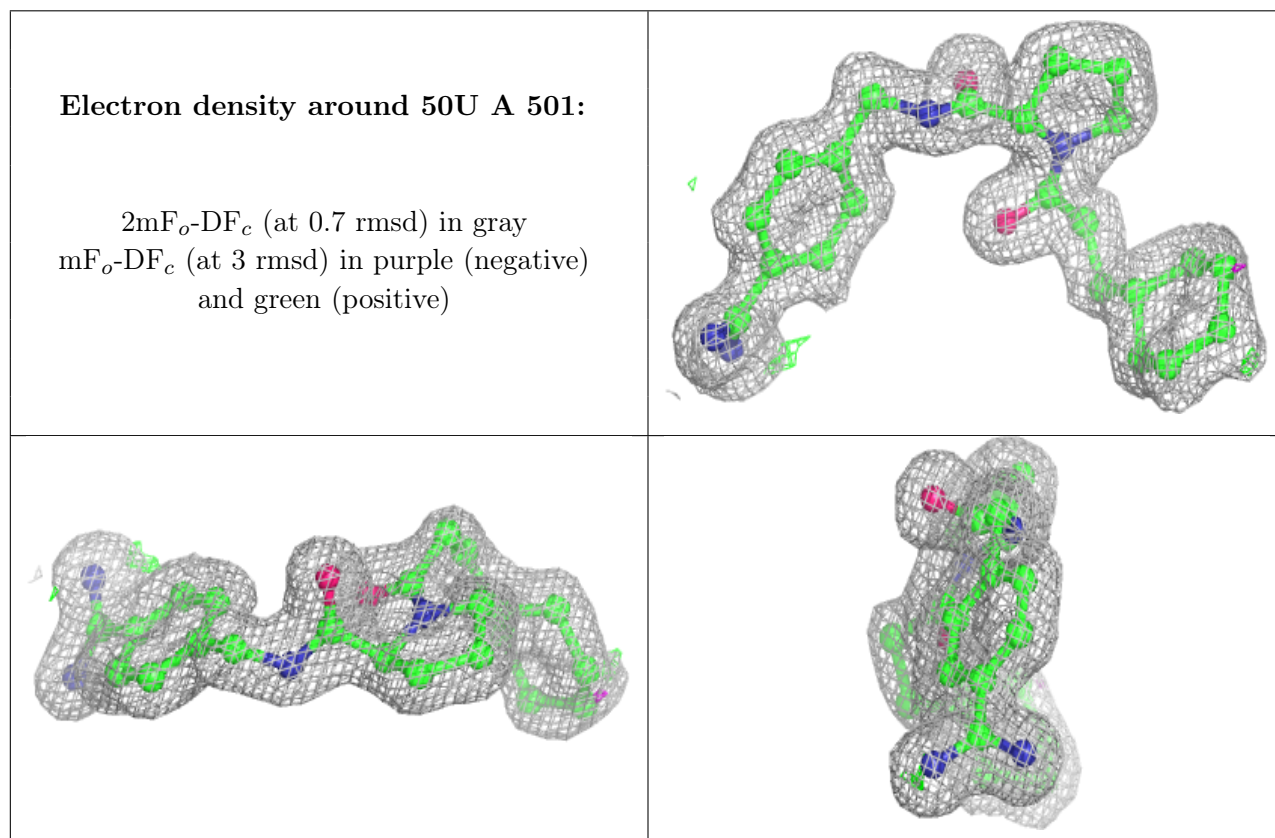 Electron density around 50U A 501:
2mFo-DFc (at 0.7 rmsd) in gray
mFo-DFc (at 3 rmsd) in purple (negative)
and green (positive)